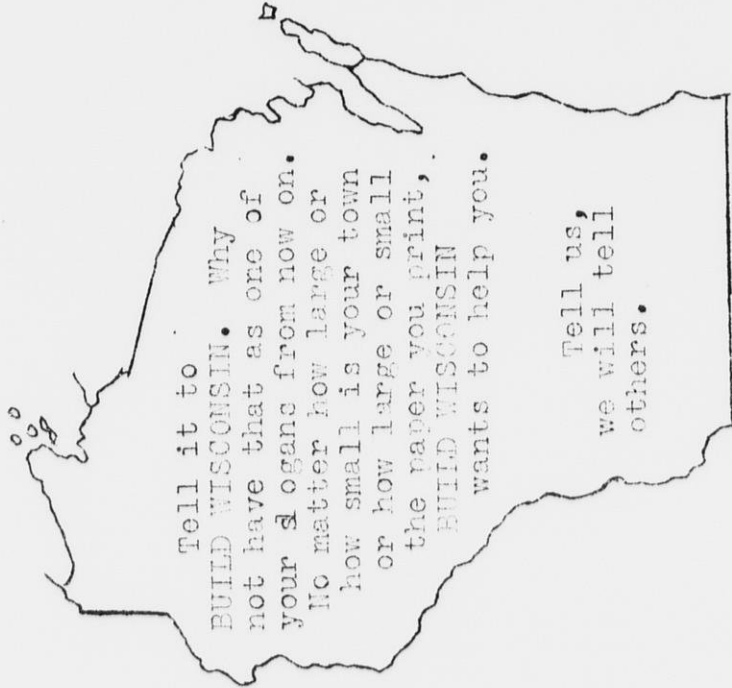 Tell it to
BUILD WISCONSIN. Why
not have that as one of
your slogans from now on.
No matter how large or
how small is your town
or how large or small
the paper you print,
BUILD WISCONSIN
wants to help you.
Tell us,
we will tell
others.